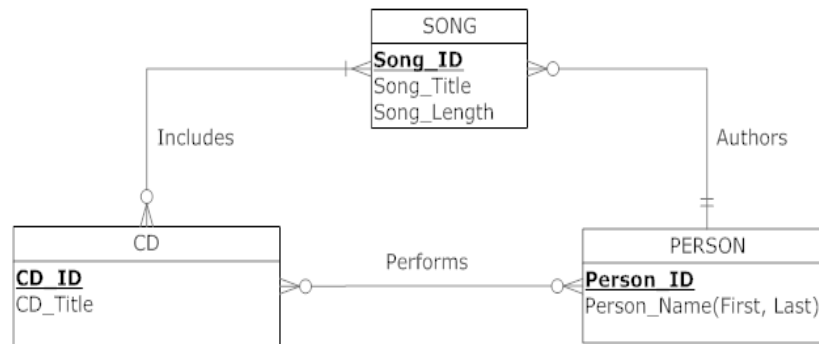 SONG
Song_ID
Song_Title
Song_Length
Includes
Authors
CD
CD_ID
CD_Title
Performs
PERSON
Person_ID
Person_Name(First, Last)